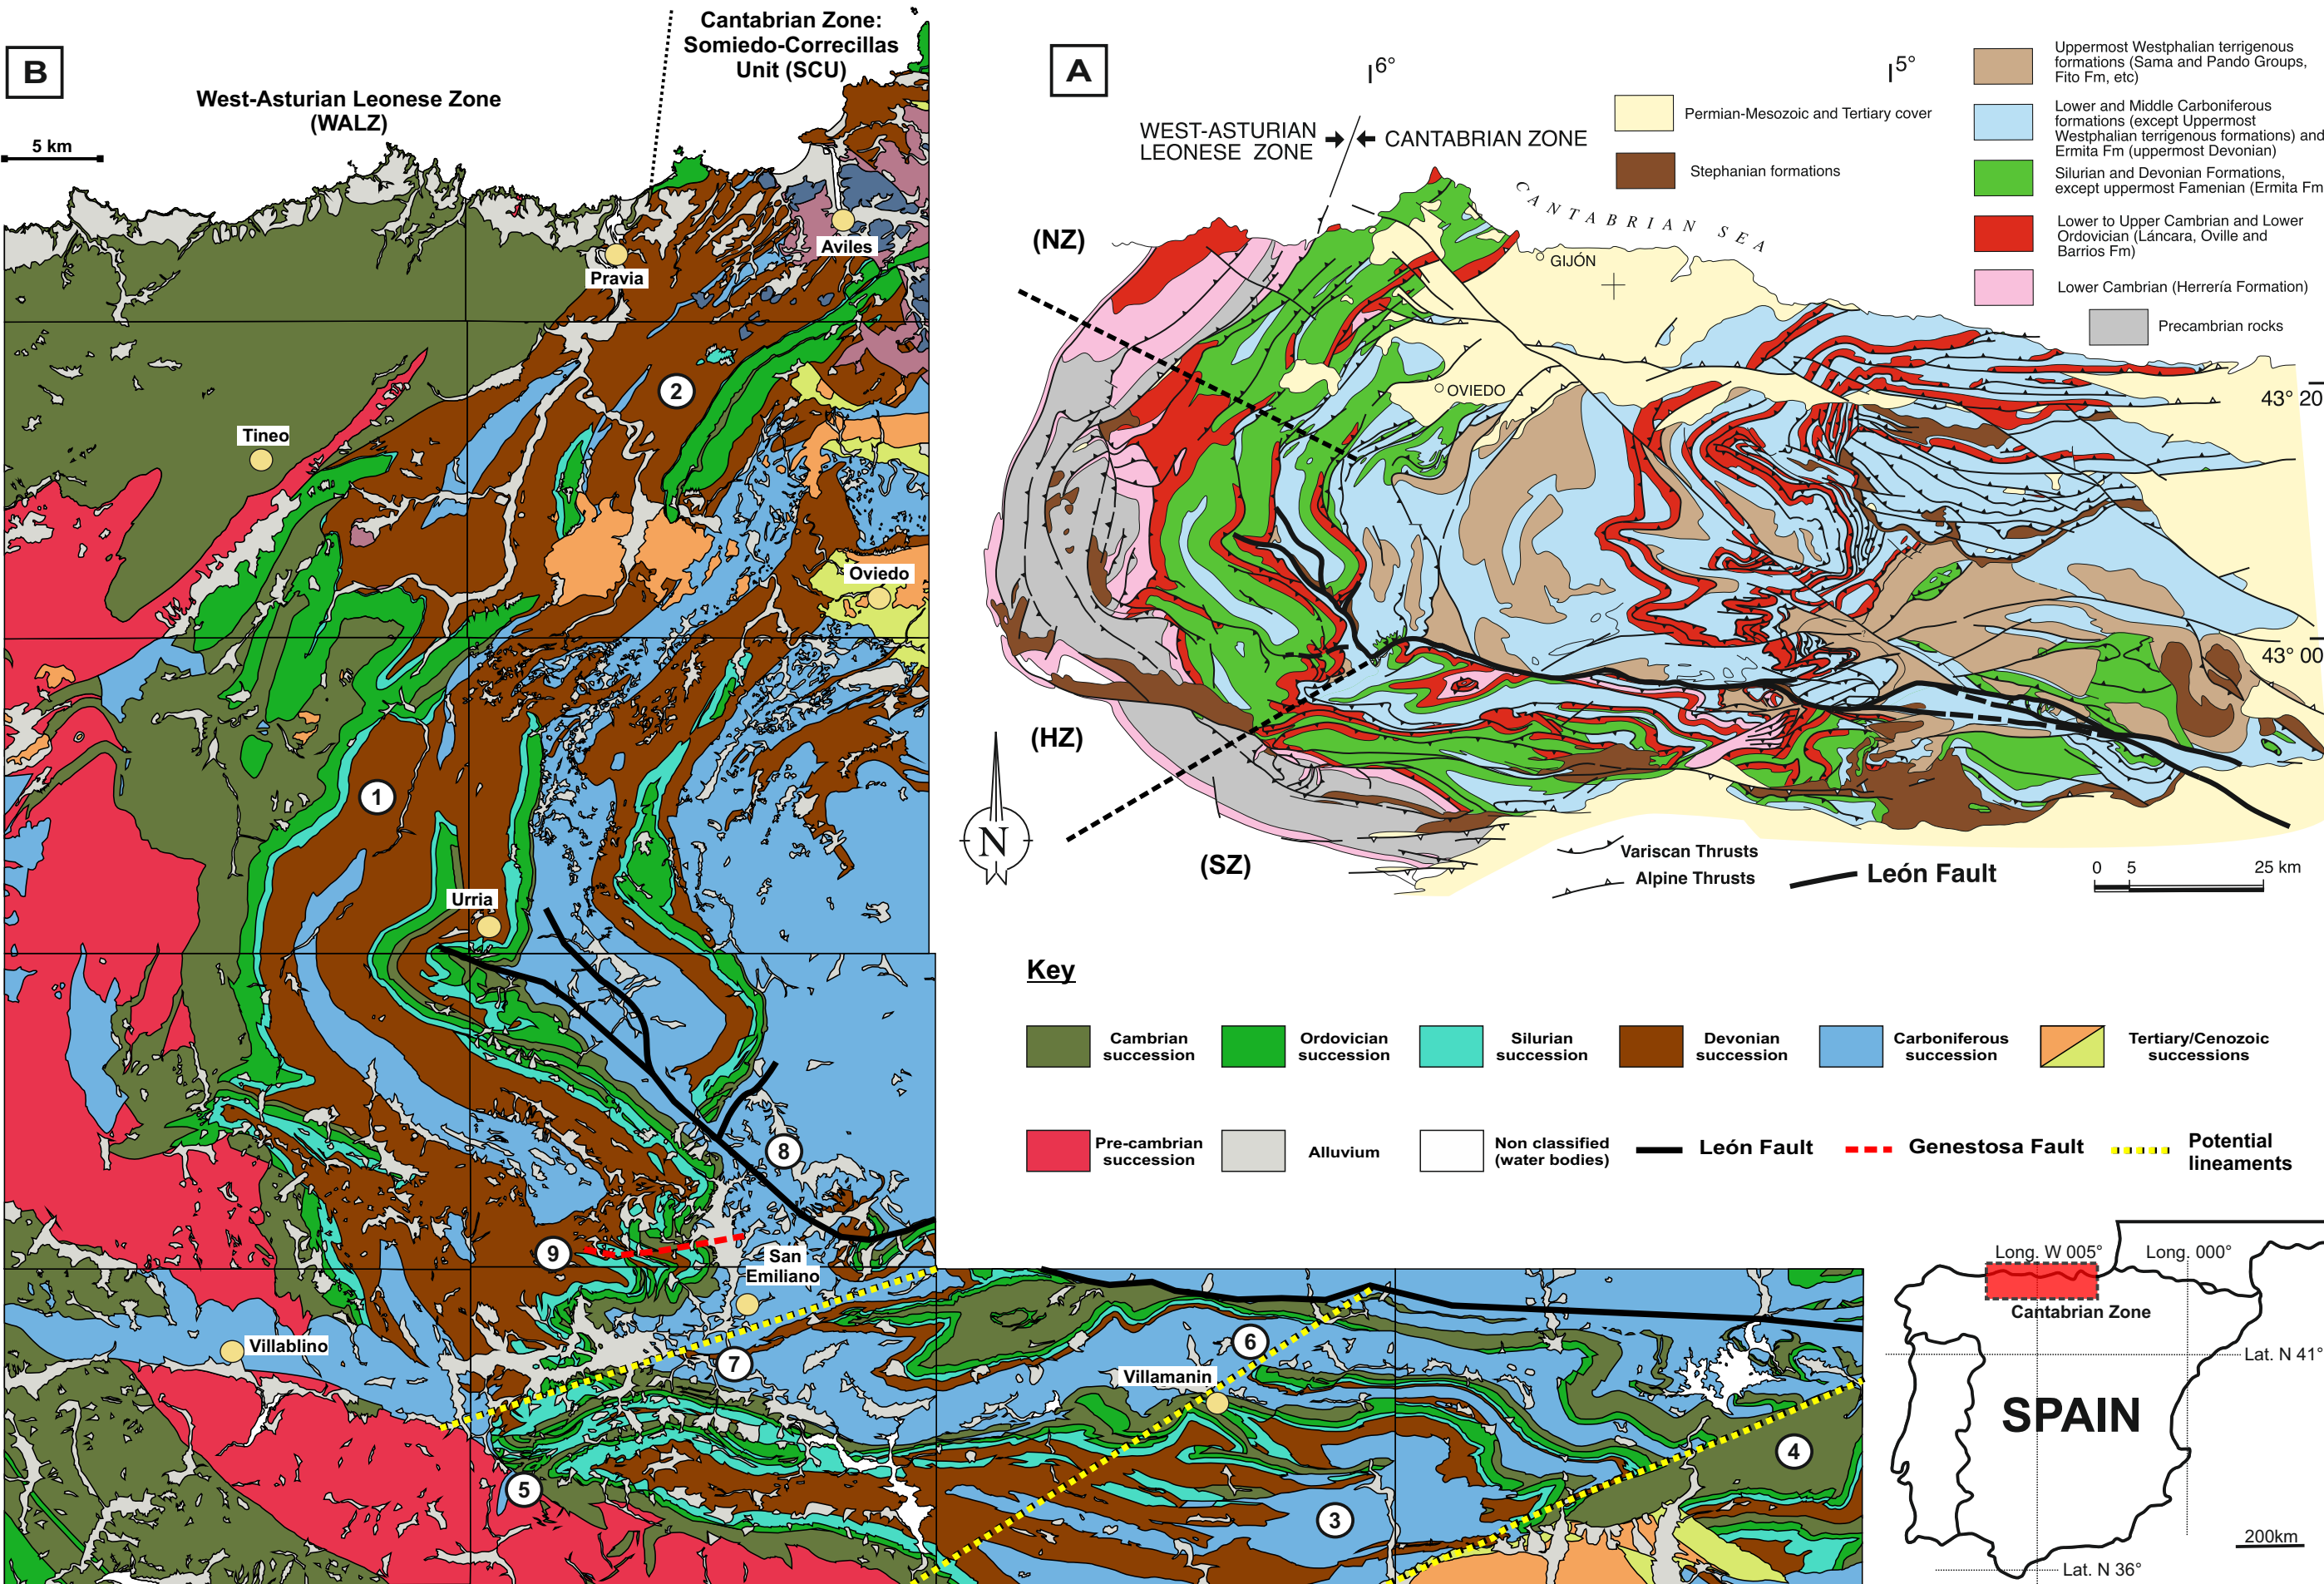 B
Cantabrian Zone:
Somiedo-Correcillas
Unit (SCU)
West-Asturian Leonese Zone
(WALZ)
5 km
Aviles
Pravia
2
Tineo
Oviedo
1
Urria
8
9
San
Emiliano
Villablino
7
6
Villamanin
4
5
3
A
6°
5°
WEST-ASTURIAN
LEONESE ZONE
CANTABRIAN ZONE
Permian-Mesozoic and Tertiary cover
Stephanian formations
Uppermost Westphalian terrigenous
formations (Sama and Pando Groups,
Fito Fm, etc)
Lower and Middle Carboniferous
formations (except Uppermost
Westphalian terrigenous formations) and
Ermita Fm (uppermost Devonian)
Silurian and Devonian Formations,
except uppermost Famenian (Ermita Fm
Lower to Upper Cambrian and Lower
Ordovician (Láncara, Oville and
Barrios Fm)
Lower Cambrian (Herrería Formation)
Precambrian rocks
CANTABRIAN SEA
(NZ)
GIJÓN
OVIEDO
43° 20
43° 00
(HZ)
N
(SZ)
Variscan Thrusts
Alpine Thrusts
León Fault
0 5 25 km
Key
Cambrian
succession
Ordovician
succession
Silurian
succession
Devonian
succession
Carboniferous
succession
Tertiary/Cenozoic
successions
Pre-cambrian
succession
Alluvium
Non classified
(water bodies)
León Fault
Genestosa Fault
Potential
lineaments
Long. W 005°
Long. 000°
Cantabrian Zone
Lat. N 41°
SPAIN
200km
Lat. N 36°